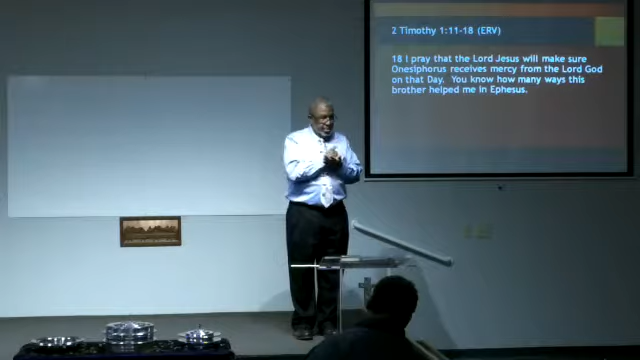 2 Timothy 1:11-18 (ERV)
18 I pray that the Lord Jesus will make sure
Onesiphorus receives mercy from the Lord God
on that Day. You know how many ways this
brother helped me in Ephesus.